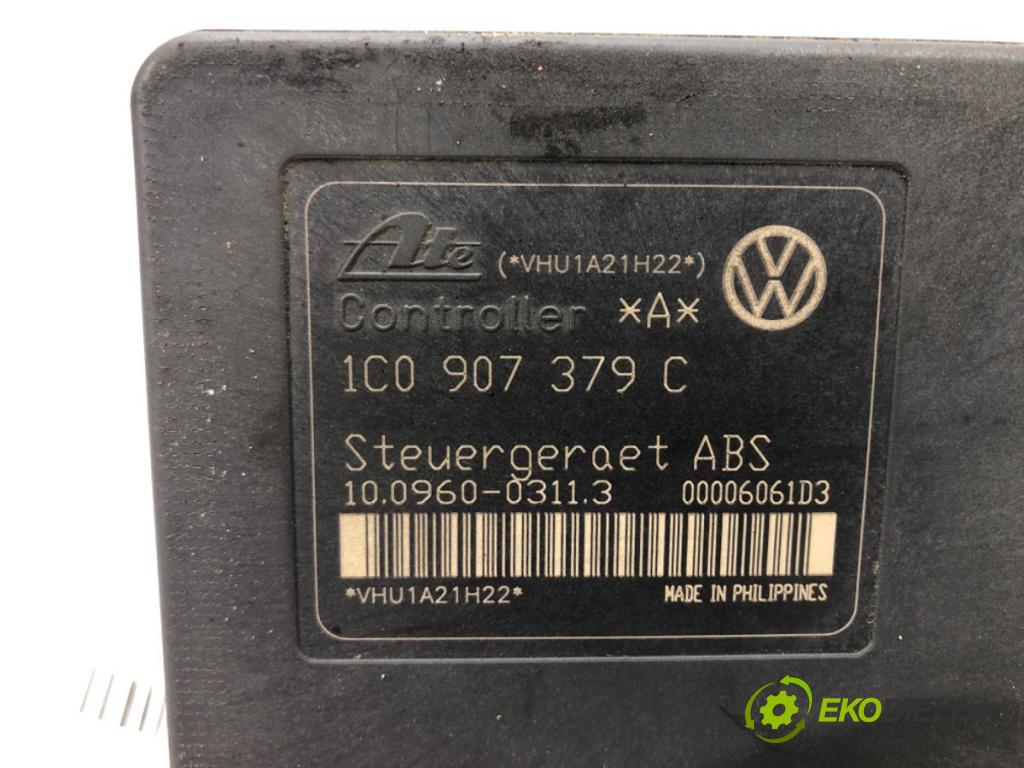 Ate (*VHU1A21H22*)
Controller *A*
1C0 907 379 C
Steuergeraet ABS
10.0960-0311.3 00006061D3
*VHU1A21H22* MADE IN PHILIPPINES
EKO